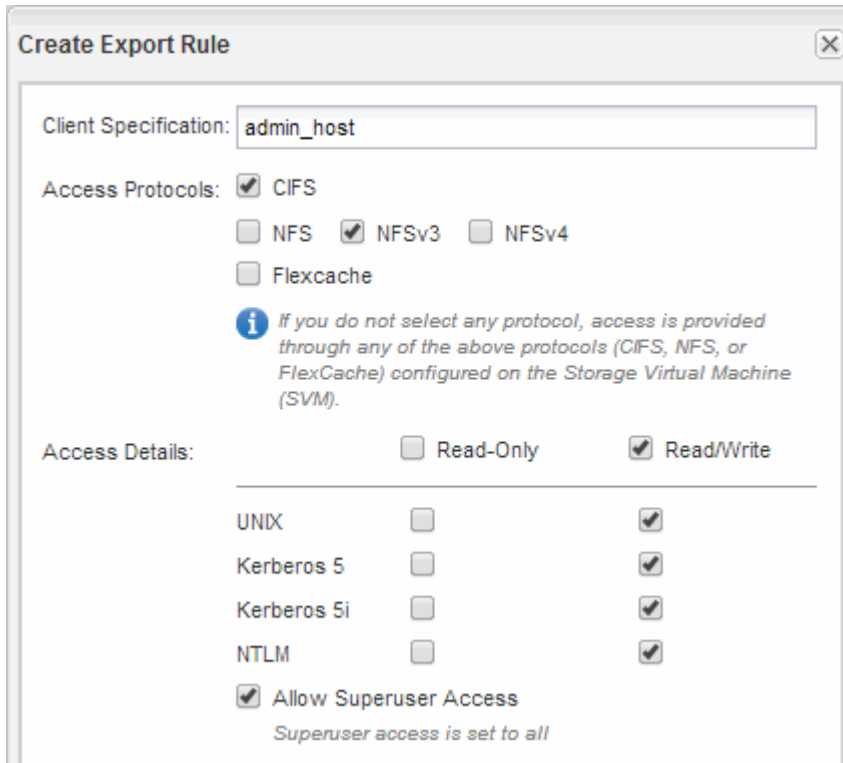 Create Export Rule
Client Specification: admin_host
Access Protocols: CIFS
NFS NFSv3 NFSv4
Flexcache
If you do not select any protocol, access is provided
through any of the above protocols (CIFS, NFS, or
FlexCache) configured on the Storage Virtual Machine
(SVM).
Access Details: Read-Only Read/Write
UNIX
Kerberos 5
Kerberos 5i
NTLM
Allow Superuser Access
Superuser access is set to all